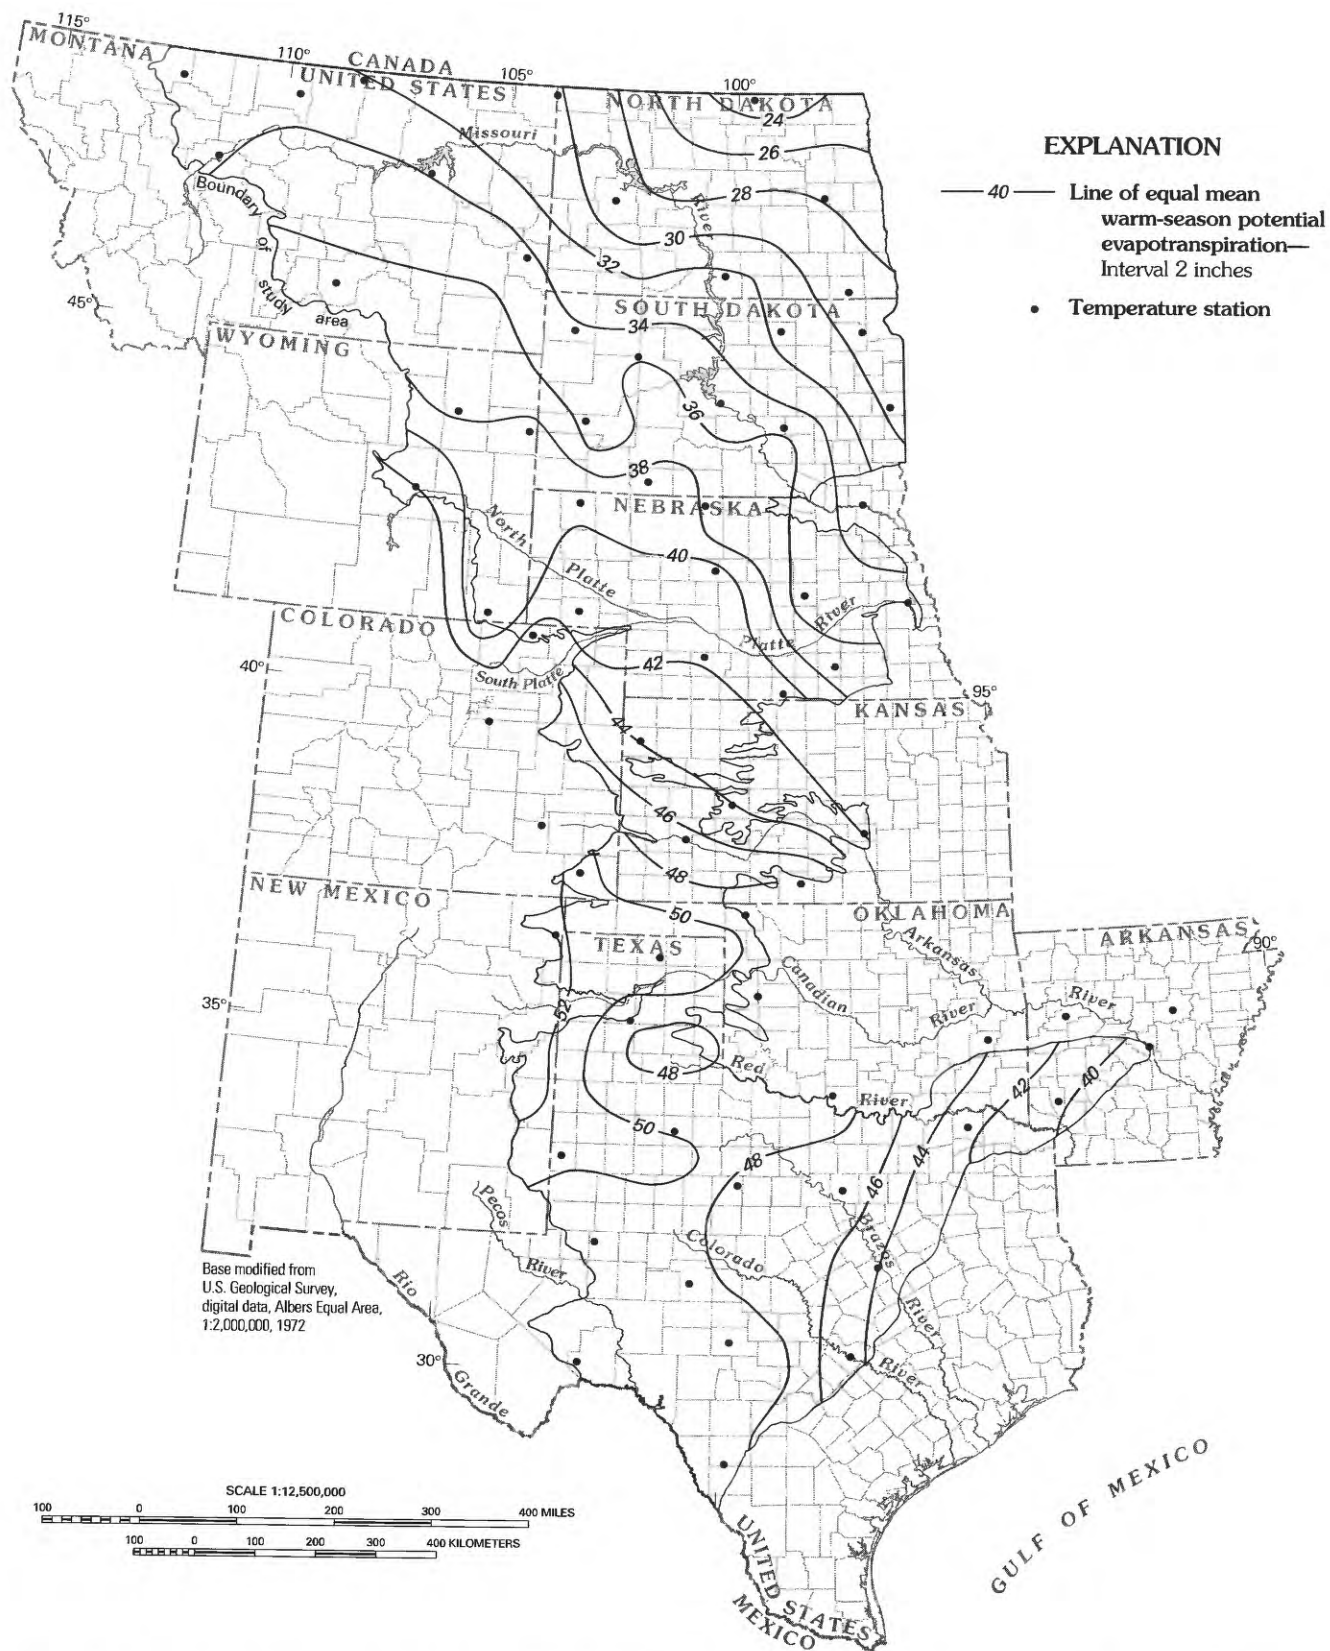 115°
MONTANA
110°
CANADA
UNITED STATES
105°
100°
NORTH DAKOTA
24
26
Missouri
River
28
30
32
Boundary
of
study
area
45°
SOUTH DAKOTA
34
WYOMING
36
38
NEBRASKA
North
Platte
40
Platte
River
COLORADO
40°
South Platte
42
95°
KANSAS
44
46
48
NEW MEXICO
50
OKLAHOMA
TEXAS
Arkansas
River
ARKANSAS
90°
Canadian
River
35°
52
48
Red
River
42
40
50
48
44
46
Pecos
River
Brazos
River
Colorado
River
Rio
Grande
30°
EXPLANATION
40 Line of equal mean
warm-season potential
evapotranspiration—
Interval 2 inches
Temperature station
Base modified from
U.S. Geological Survey,
digital data, Albers Equal Area,
1:2,000,000, 1972
SCALE 1:12,500,000
100 0 100 200 300 400 MILES
100 0 100 200 300 400 KILOMETERS
GULF OF MEXICO
UNITED STATES
MEXICO